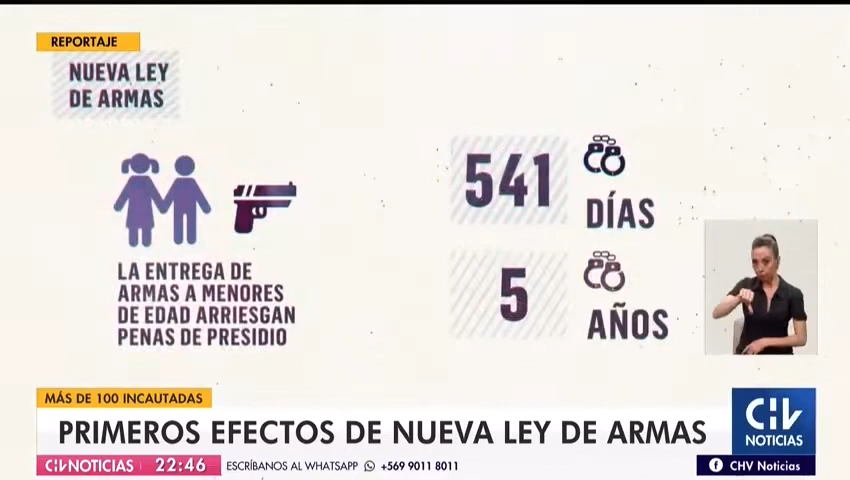 REPORTAJE
NUEVA LEY
DE ARMAS
LA ENTREGA DE
ARMAS A MENORES
DE EDAD ARRIESGAN
PENAS DE PRESIDIO
541
DÍAS
5
AÑOS
MÁS DE 100 INCAUTADAS
PRIMEROS EFECTOS DE NUEVA LEY DE ARMAS
CHV
NOTICIAS
CHV NOTICIAS 22:46 ESCRÍBANOS AL WHATSAPP +569 9011 8011
CHV Noticias